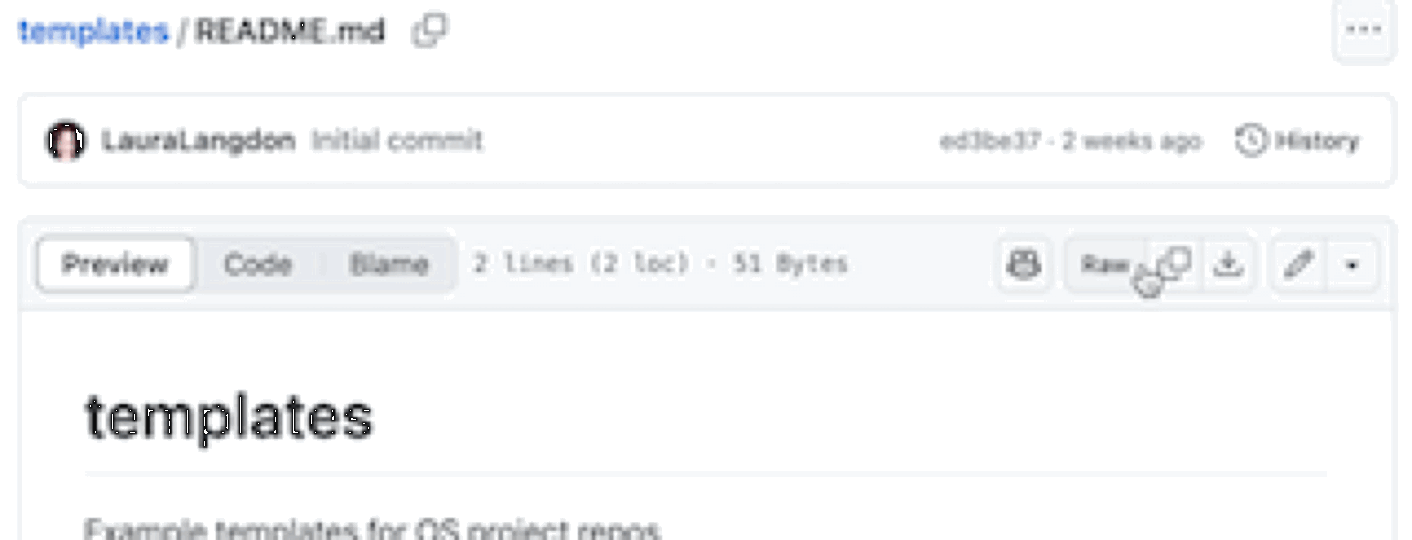 templates / README.md
LauraLangdon Initial commit ed3be37 · 2 weeks ago History
Preview Code Blame 2 lines (2 loc) · 51 Bytes Raw
templates
Example templates for OS project repos